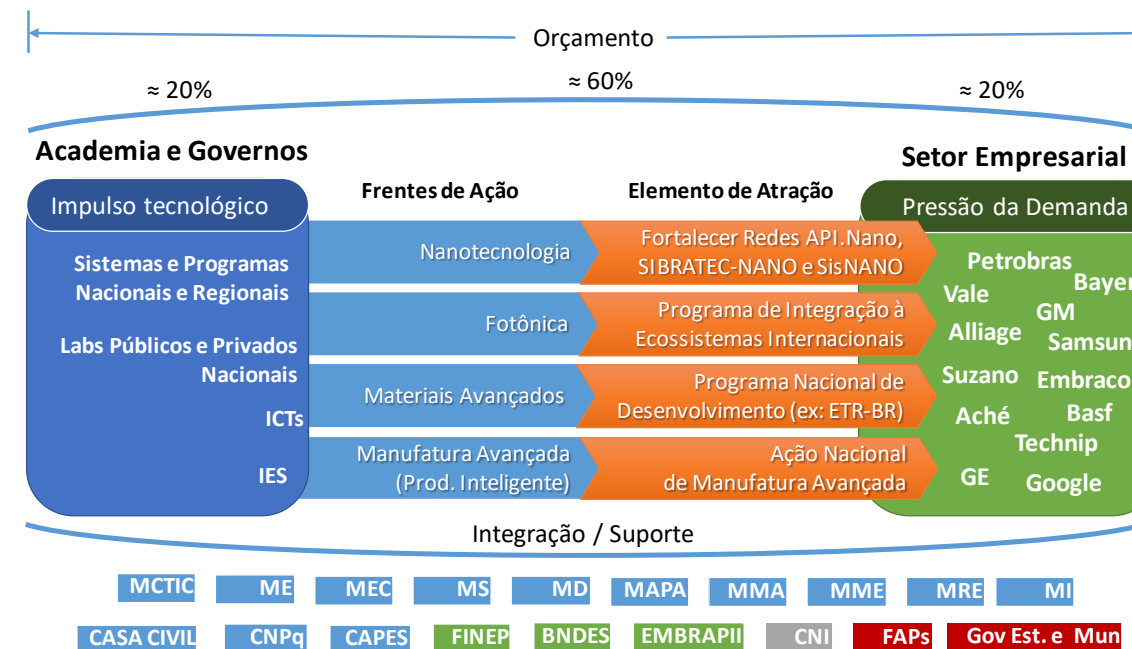 Orçamento
≈ 20%
≈ 60%
≈ 20%
Academia e Governos
Setor Empresarial
Frentes de Ação
Elemento de Atração
Impulso tecnológico
Pressão da Demanda
Sistemas e Programas
Nacionais e Regionais
Labs Públicos e Privados
Nacionais
ICTs
IES
Nanotecnologia
Fortalecer Redes API.Nano,
SIBRATEC-NANO e SisNANO
Fotônica
Programa de Integração à
Ecossistemas Internacionais
Materiais Avançados
Programa Nacional de
Desenvolvimento (ex: ETR-BR)
Manufatura Avançada
(Prod. Inteligente)
Ação Nacional
de Manufatura Avançada
Petrobras
Bayer
Vale
GM
Alliage
Samsun
Suzano
Embraco
Aché
Basf
Technip
GE
Google
Integração / Suporte
MCTIC ME MEC MS MD MAPA MMA MME MRE MI
CASA CIVIL CNPq CAPES FINEP BNDES EMBRAPII CNI FAPs Gov Est. e Mun